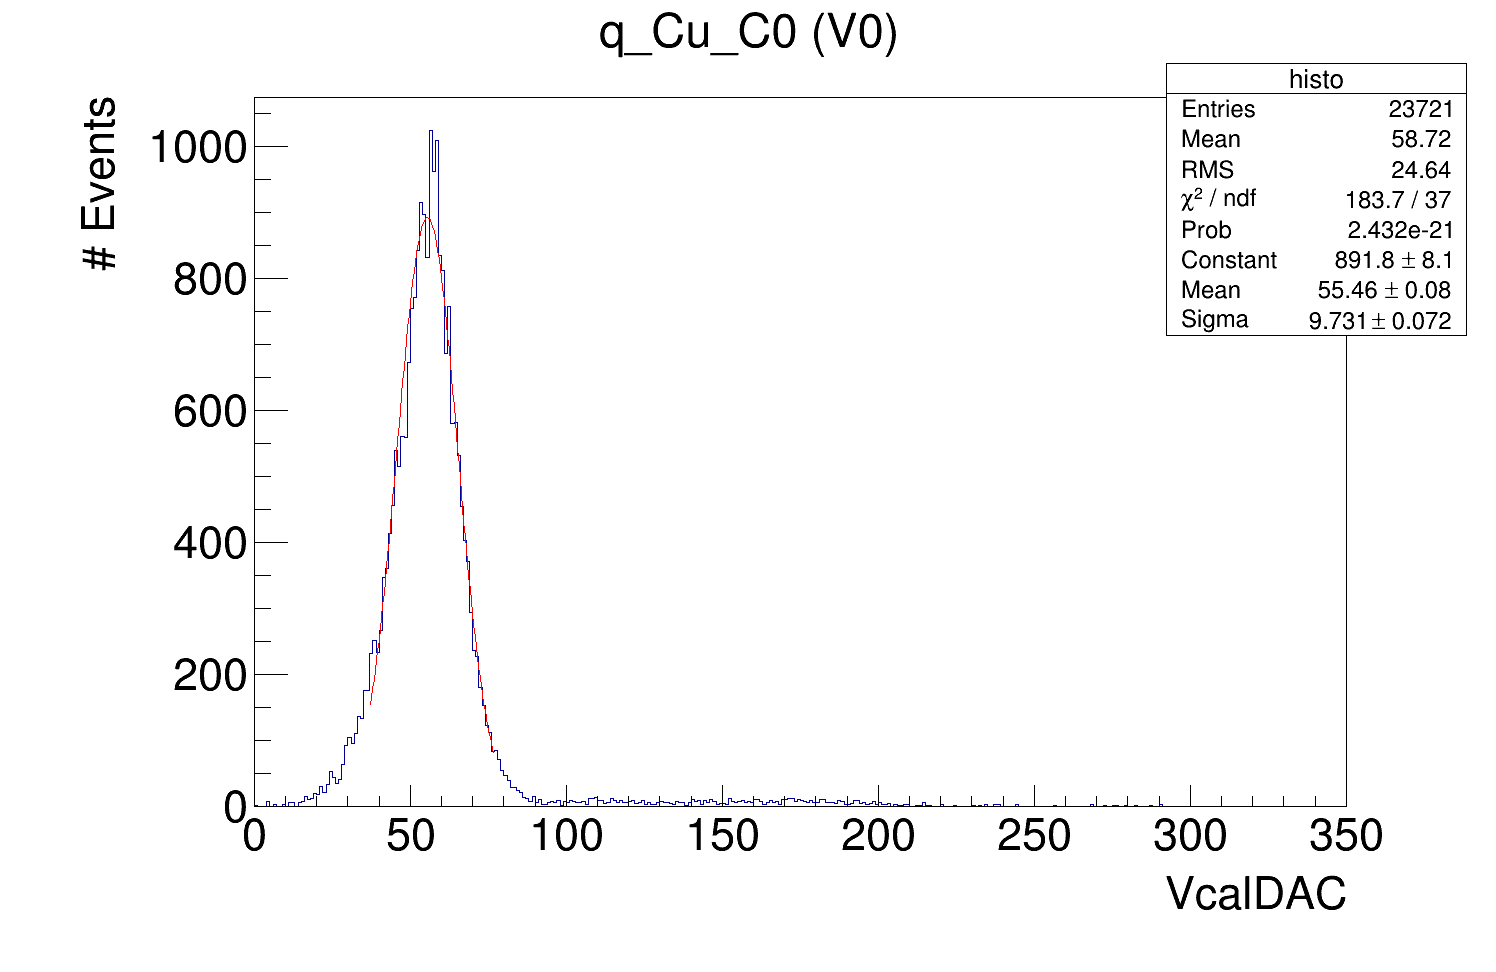 q_Cu_C0 (V0)
histo
Entries 23721
Mean 58.72
RMS 24.64
χ² / ndf 183.7 / 37
Prob 2.432e-21
Constant 891.8 ± 8.1
Mean 55.46 ± 0.08
Sigma 9.731 ± 0.072
# Events
1000
800
600
400
200
0
0 50 100 150 200 250 300 350
VcalDAC